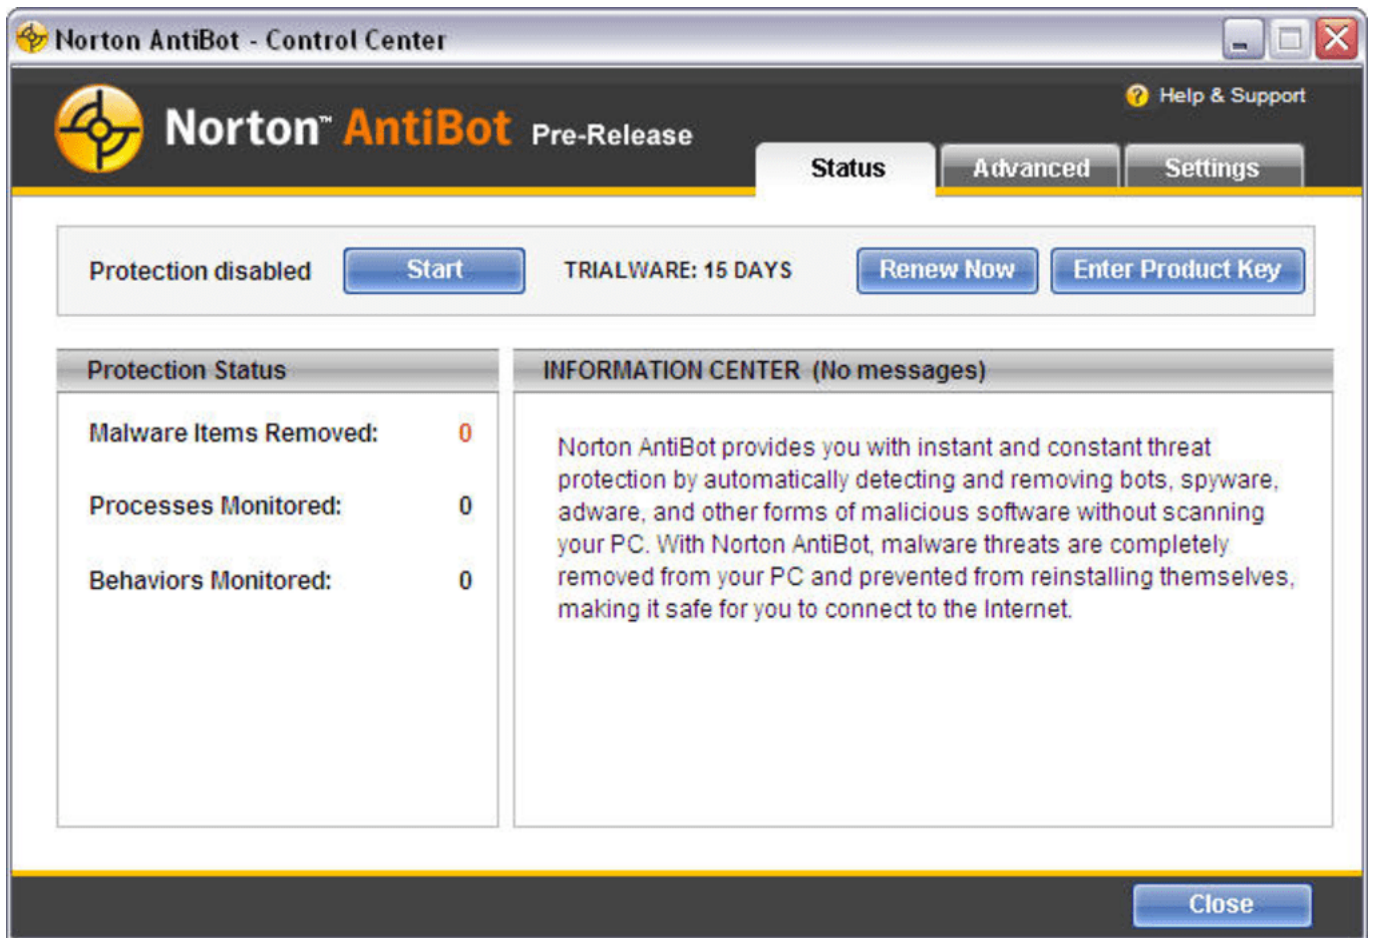 Norton AntiBot - Control Center
? Help & Support
Norton™ AntiBot Pre-Release
Status Advanced Settings
Protection disabled Start TRIALWARE: 15 DAYS Renew Now Enter Product Key
Protection Status
Malware Items Removed: 0
Processes Monitored: 0
Behaviors Monitored: 0
INFORMATION CENTER (No messages)
Norton AntiBot provides you with instant and constant threat
protection by automatically detecting and removing bots, spyware,
adware, and other forms of malicious software without scanning
your PC. With Norton AntiBot, malware threats are completely
removed from your PC and prevented from reinstalling themselves,
making it safe for you to connect to the Internet.
Close